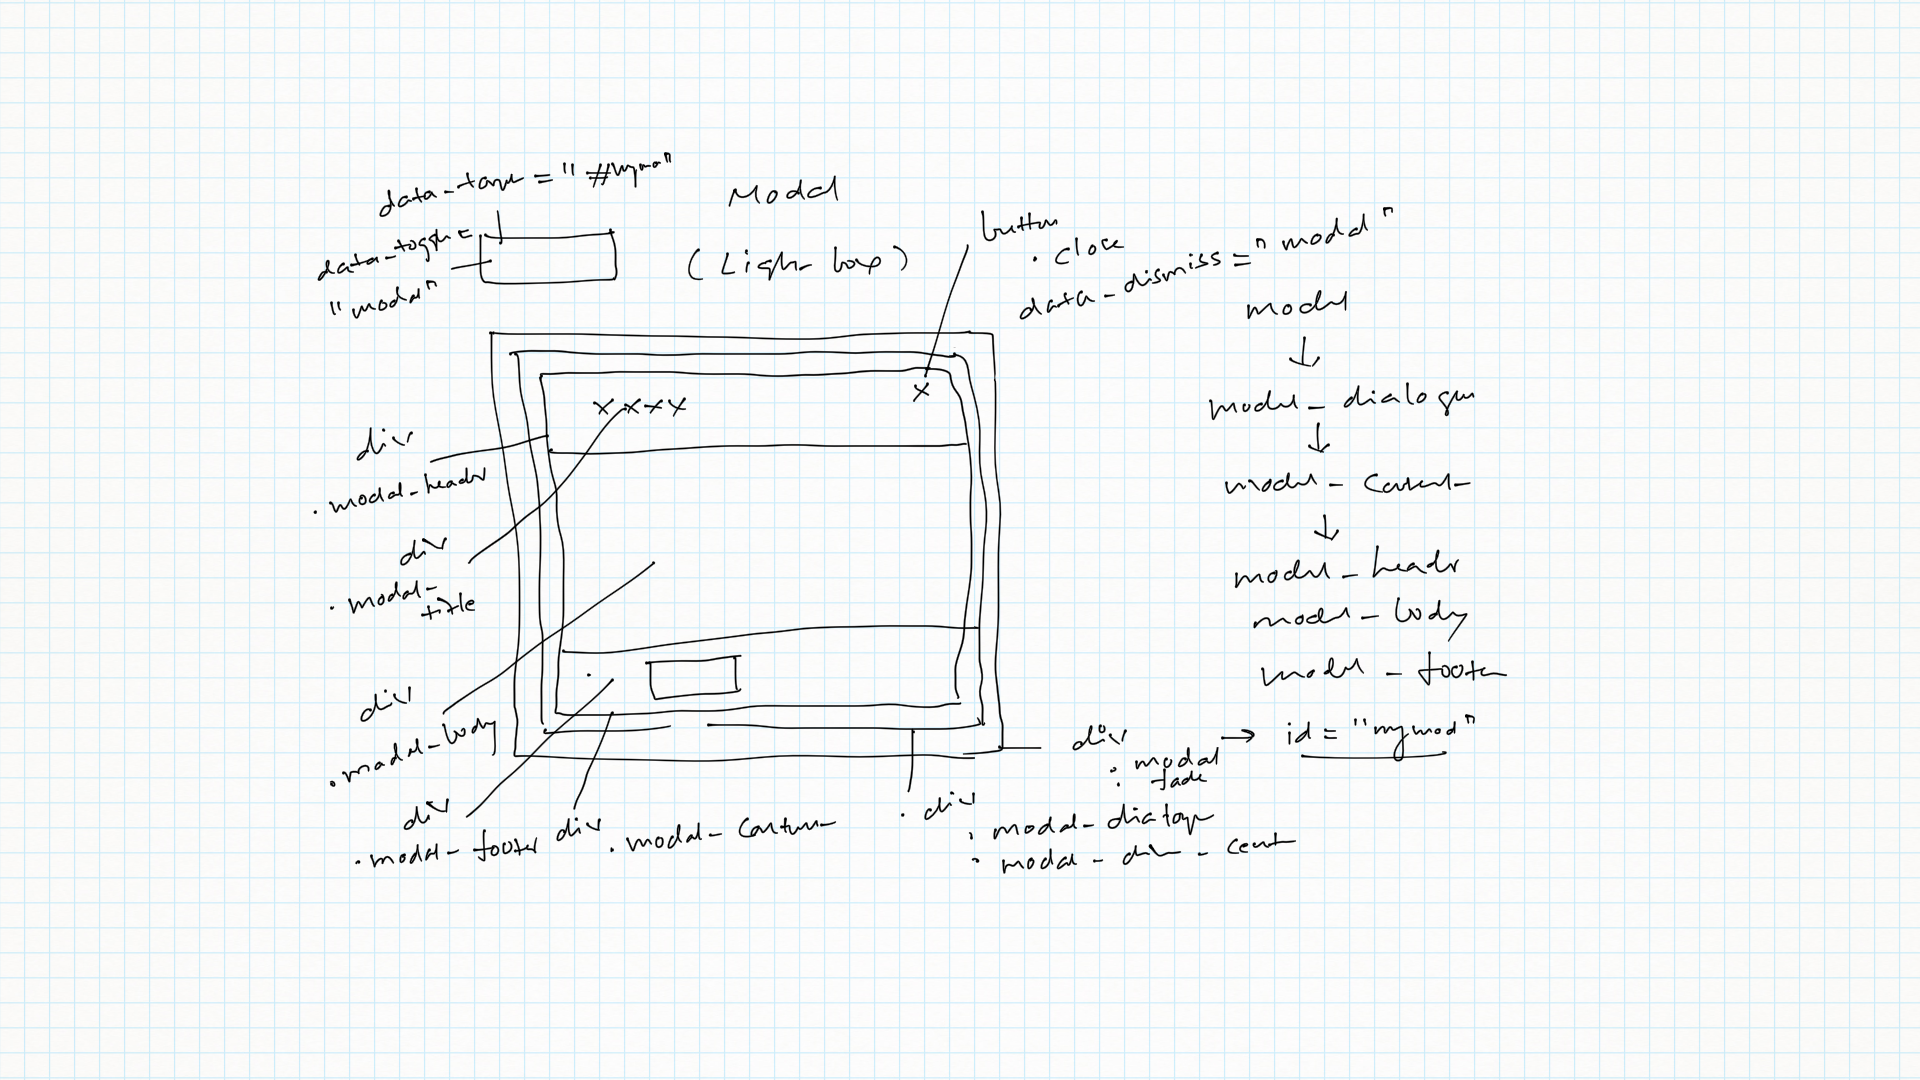 data-targe = "#mymo"
Modal
data-toggle =
"modal"
(Light box)
button
. close
data-dismiss = "modal"
modal
↓
modal - dialogue
↓
modal - content
↓
modal - header
modal - body
modal - footer
X
x x x x
div
. modal-header
div
. modal-
title
div
. modal-body
div
. modal - footer
div
. modal - content
. div
: modal - dialogue
: modal - - cent
div → id = "mymod"
: modal
: fade